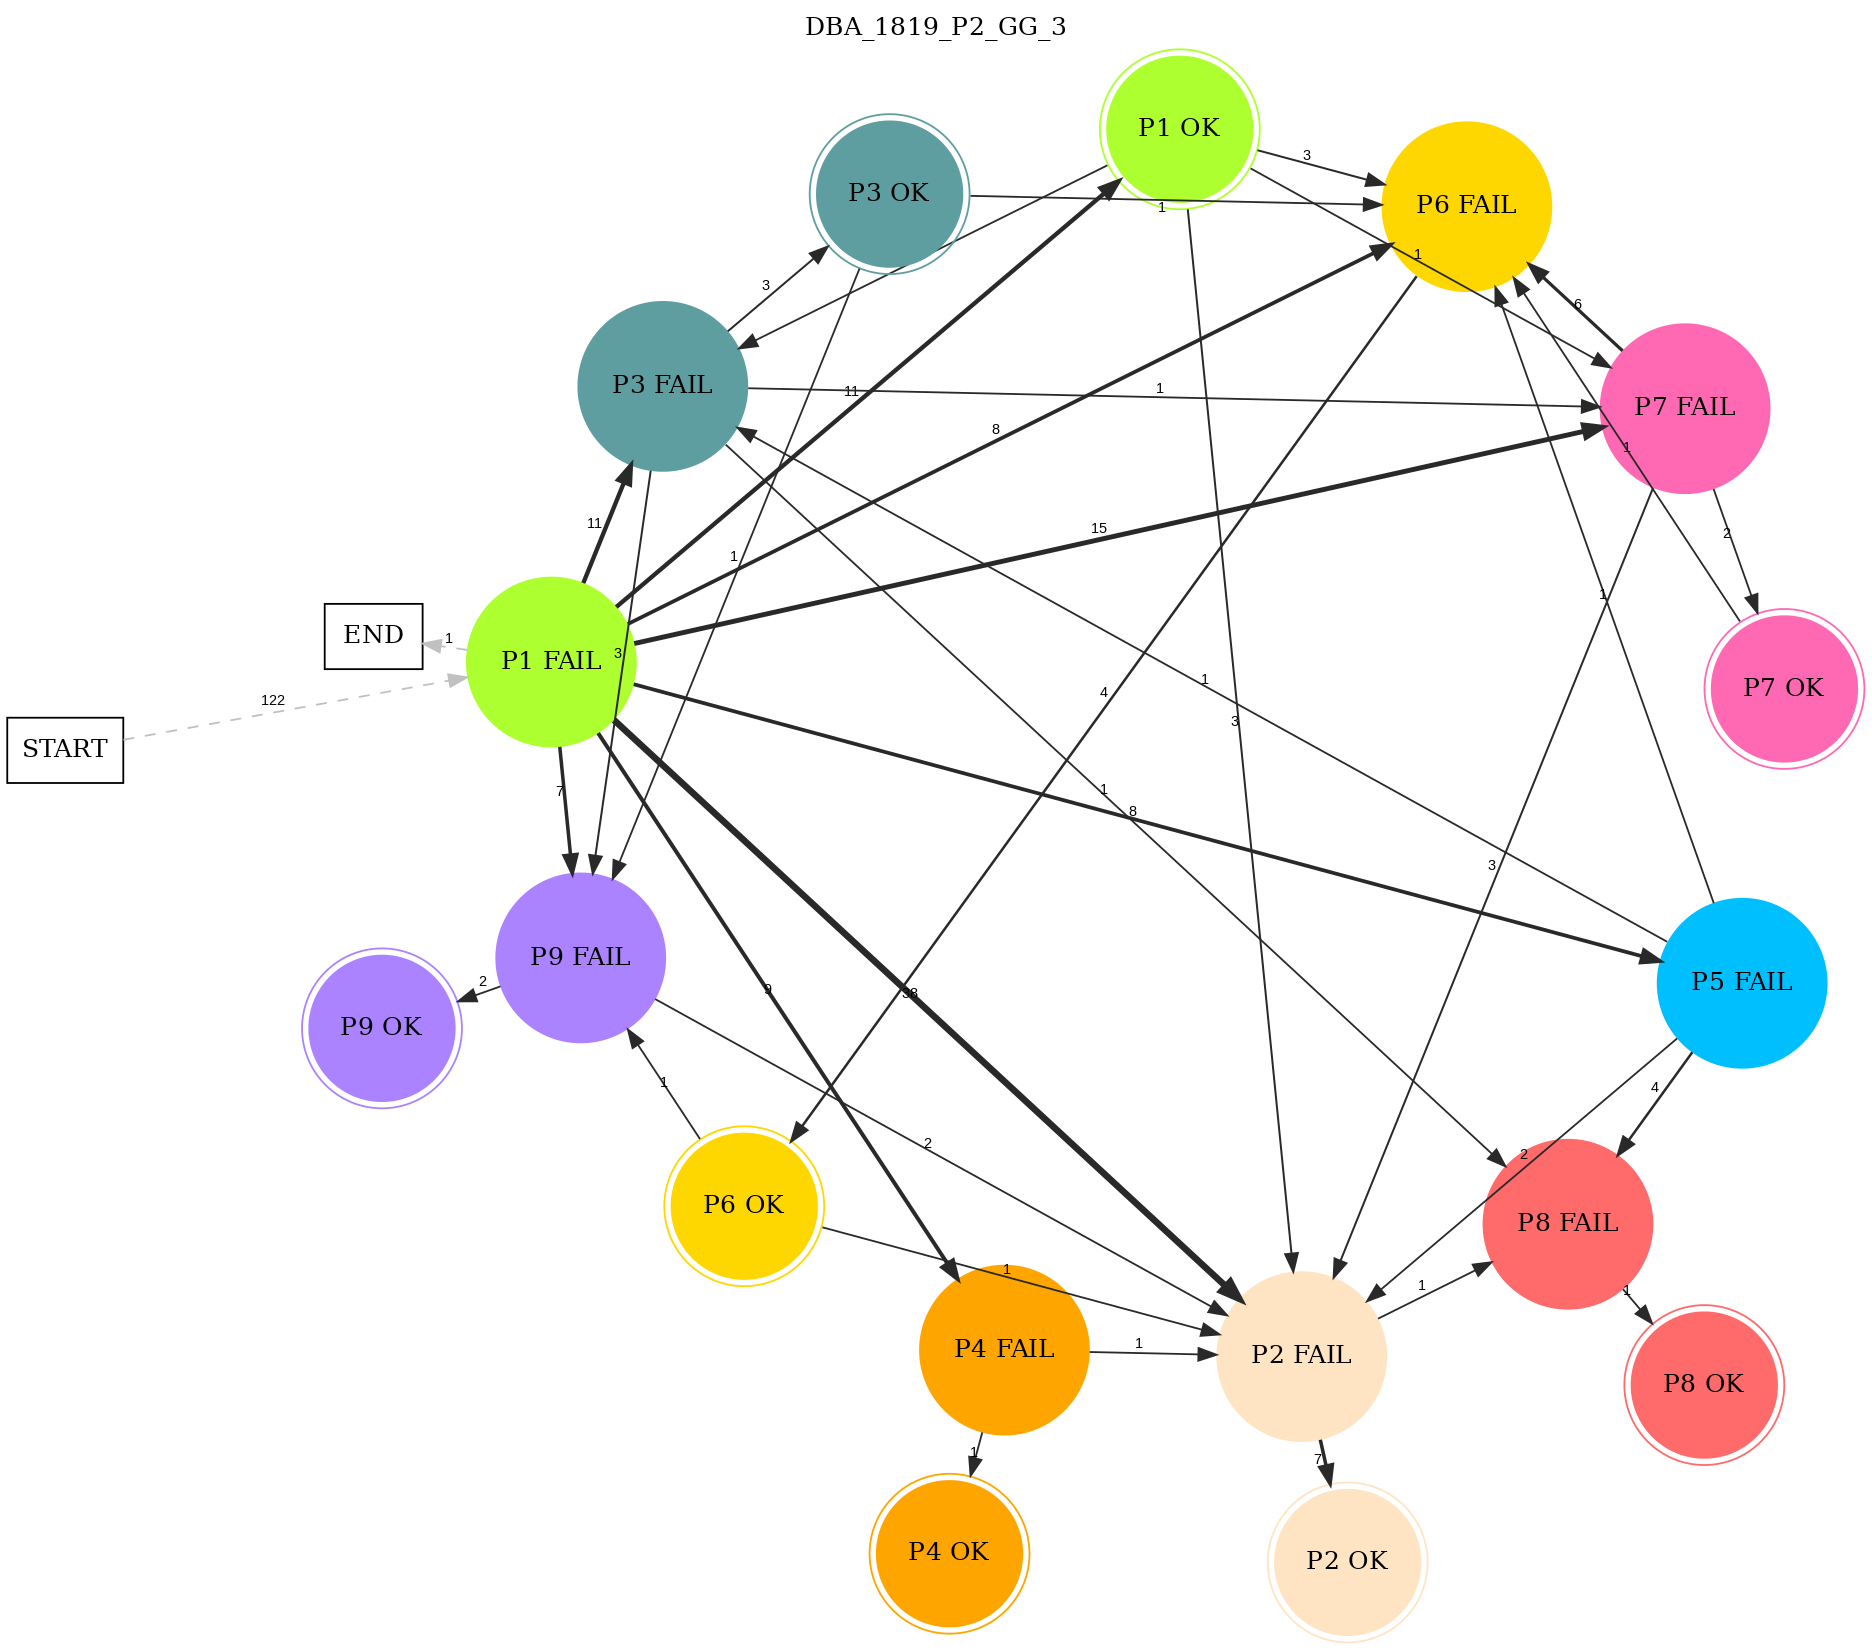 DBA_1819_P2_GG_3
P1 OK
P3 OK
P6 FAIL
3
1
1
3
6
P3 FAIL
P7 FAIL
1
11
8
1
11
15
2
1
1
END
1
P1 FAIL
3
1
4
1
3
P7 OK
122
START
7
1
8
3
P9 FAIL
P5 FAIL
2
9
38
P9 OK
1
4
2
2
P6 OK
P8 FAIL
1
1
1
P4 FAIL
1
P2 FAIL
P8 OK
1
7
P4 OK
P2 OK